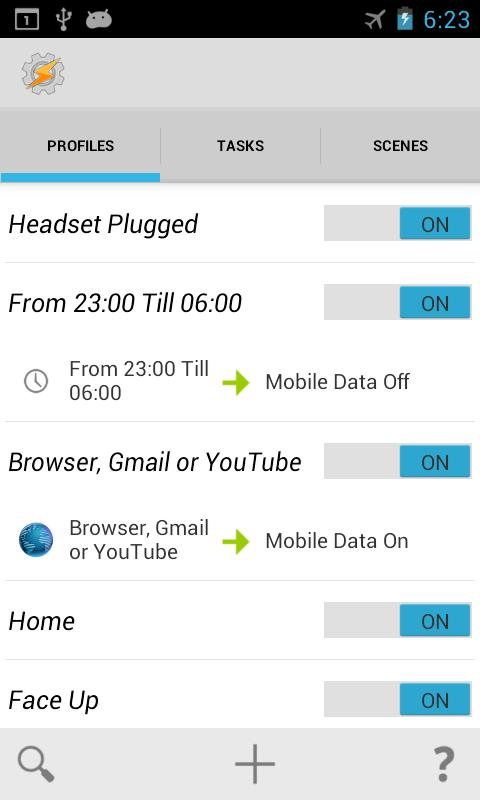 1 6:23
PROFILES TASKS SCENES
Headset Plugged ON
From 23:00 Till 06:00 ON
From 23:00 Till
06:00
Mobile Data Off
Browser, Gmail or YouTube ON
Browser, Gmail
or YouTube
Mobile Data On
Home ON
Face Up ON
?